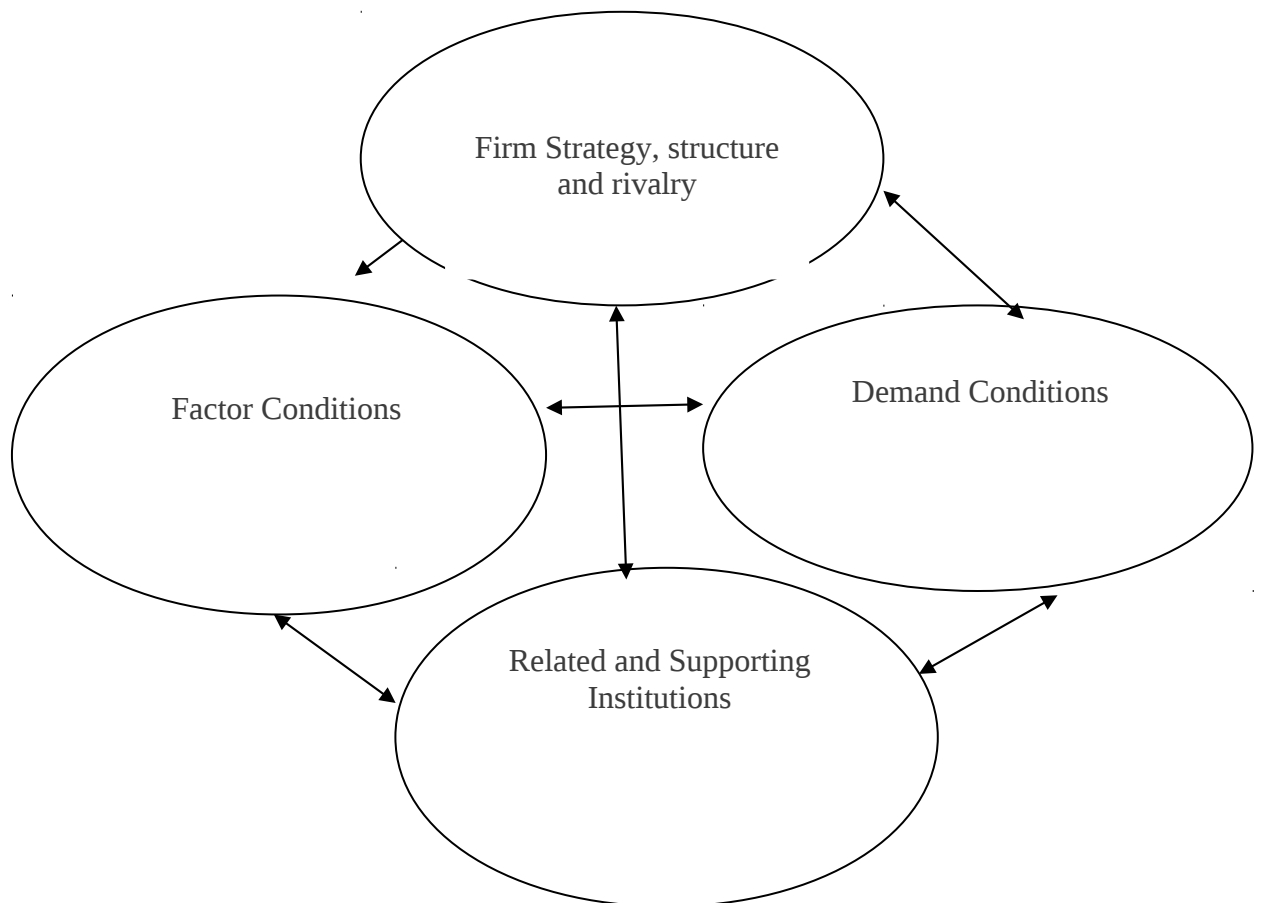 Firm Strategy, structure
and rivalry
Factor Conditions
Demand Conditions
Related and Supporting
Institutions